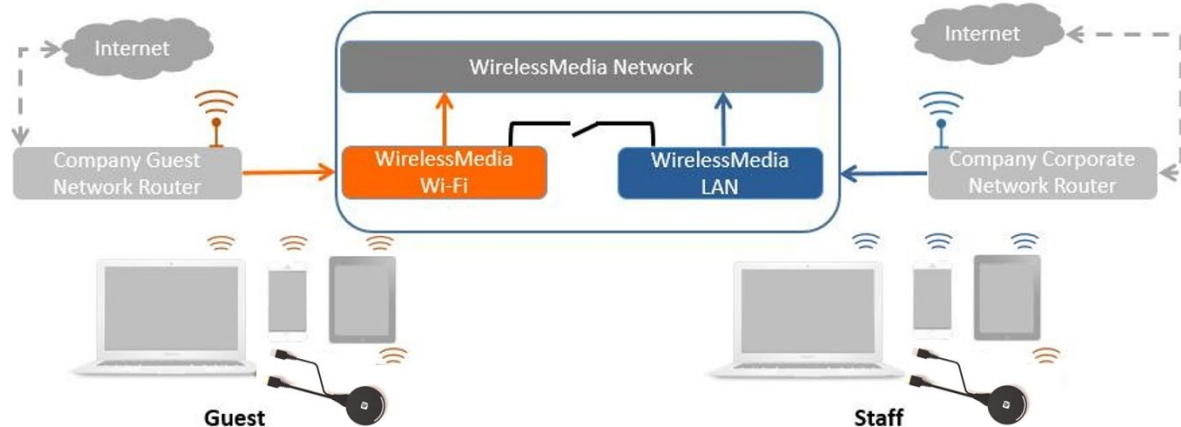 Internet
Internet
WirelessMedia Network
Company Guest
Network Router
WirelessMedia
Wi-Fi
WirelessMedia
LAN
Company Corporate
Network Router
Guest
Staff